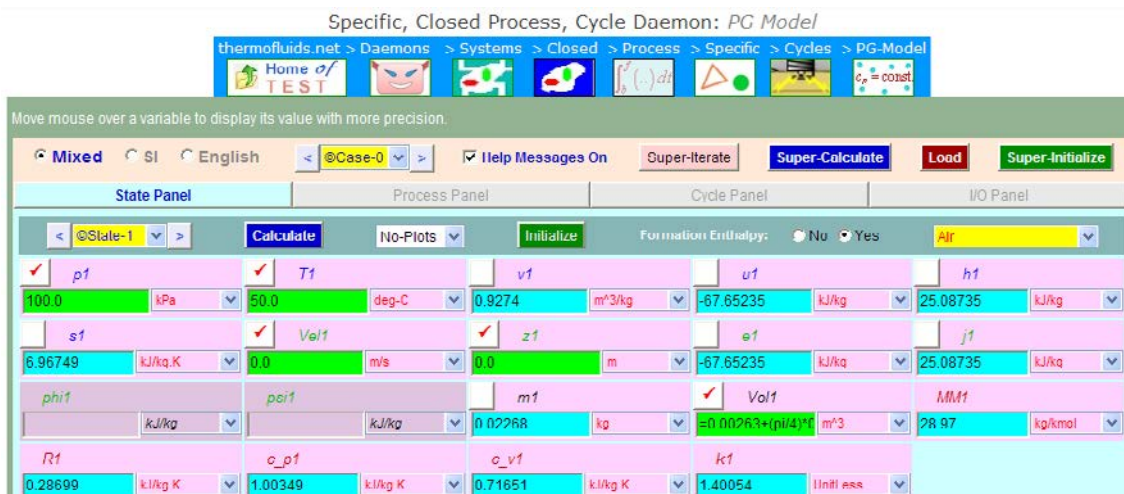 Specific, Closed Process, Cycle Daemon: PG Model
thermofluids.net > Daemons > Systems > Closed > Process > Specific > Cycles > PG-Model
Home of TEST
∫(..)dt
c_p = const.
Move mouse over a variable to display its value with more precision.
Mixed SI English < ©Case-0 > Help Messages On Super-Iterate Super-Calculate Load Super-Initialize
State Panel Process Panel Cycle Panel I/O Panel
< ©State-1 > Calculate No-Plots Initialize Formation Enthalpy: No Yes Air
p1 T1 v1 u1 h1
100.0 kPa 50.0 deg-C 0.9274 m^3/kg -67.65235 kJ/kg 25.08735 kJ/kg
s1 Vel1 z1 e1 j1
6.96749 kJ/kg.K 0.0 m/s 0.0 m -67.65235 kJ/kg 25.08735 kJ/kg
phi1 psi1 m1 Vol1 MM1
kJ/kg kJ/kg 0.02268 kg =0.00263+(pi/4)*0 m^3 28.97 kg/kmol
R1 c_p1 c_v1 k1
0.28699 kJ/kg.K 1.00349 kJ/kg.K 0.71651 kJ/kg.K 1.40054 UnitLess